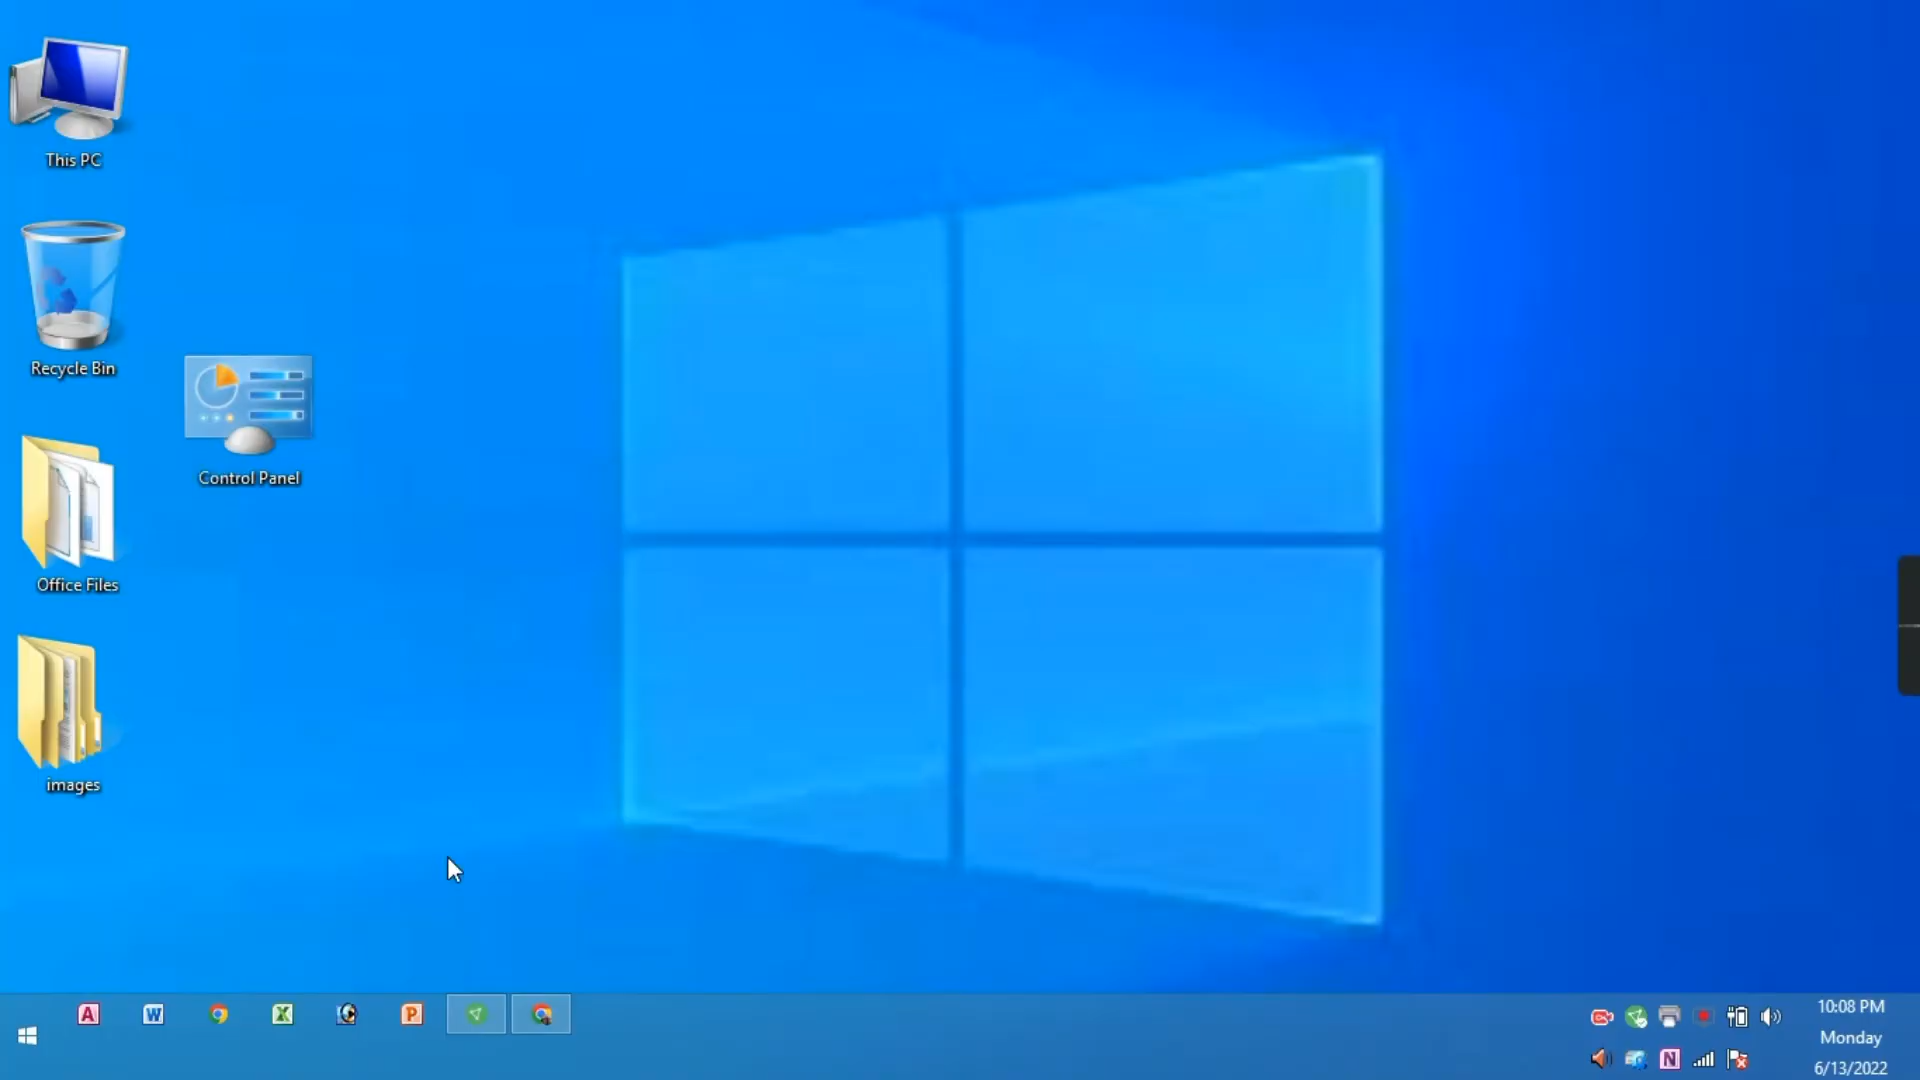 This PC
Recycle Bin
Control Panel
Office Files
images
10:08 PM
Monday
6/13/2022